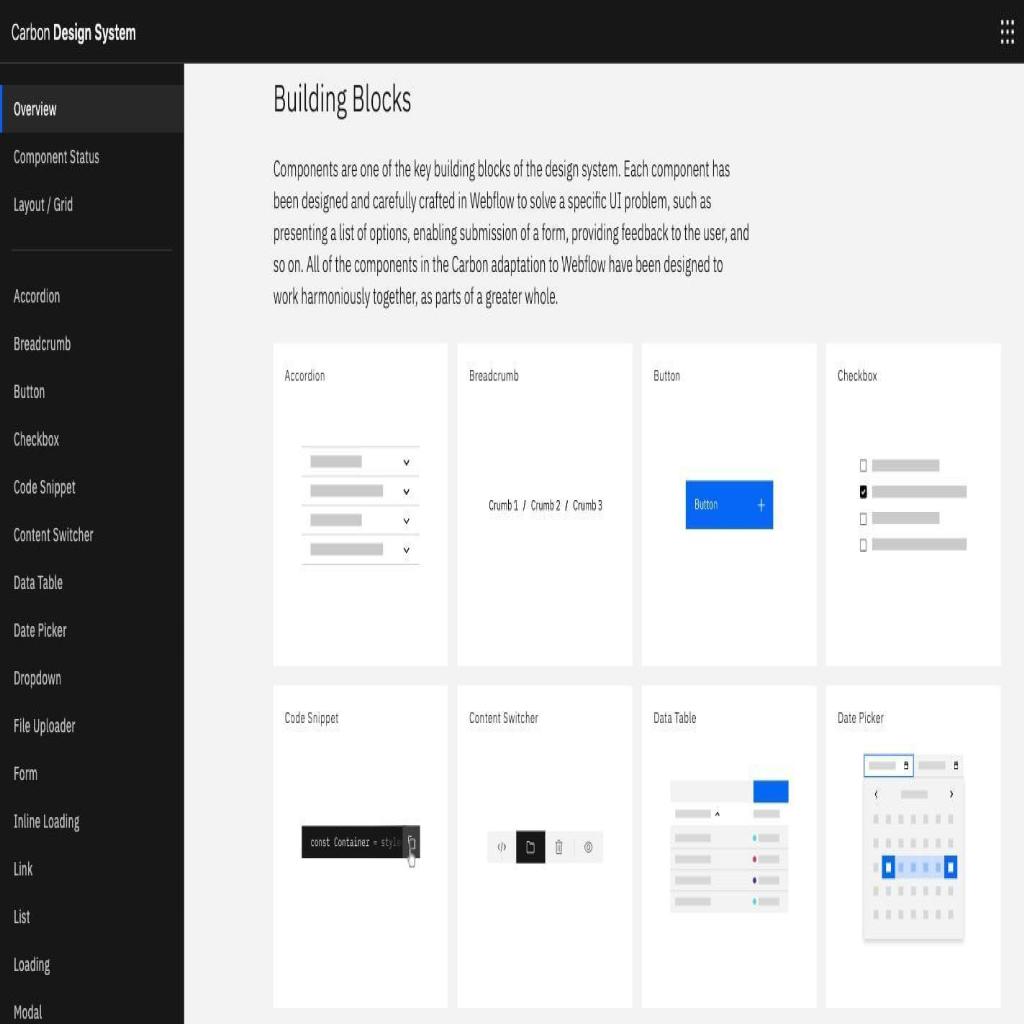 Carbon Design System
Overview
Component Status
Layout / Grid
Accordion
Breadcrumb
Button
Checkbox
Code Snippet
Content Switcher
Data Table
Date Picker
Dropdown
File Uploader
Form
Inline Loading
Link
List
Loading
Modal
Building Blocks
Components are one of the key building blocks of the design system. Each component has
been designed and carefully crafted in Webflow to solve a specific UI problem, such as
presenting a list of options, enabling submission of a form, providing feedback to the user, and
so on. All of the components in the Carbon adaptation to Webflow have been designed to
work harmoniously together, as parts of a greater whole.
Accordion
Breadcrumb
Crumb 1 / Crumb 2 / Crumb 3
Button
Button +
Checkbox
Code Snippet
const Container = style
Content Switcher
</>
Data Table
Date Picker